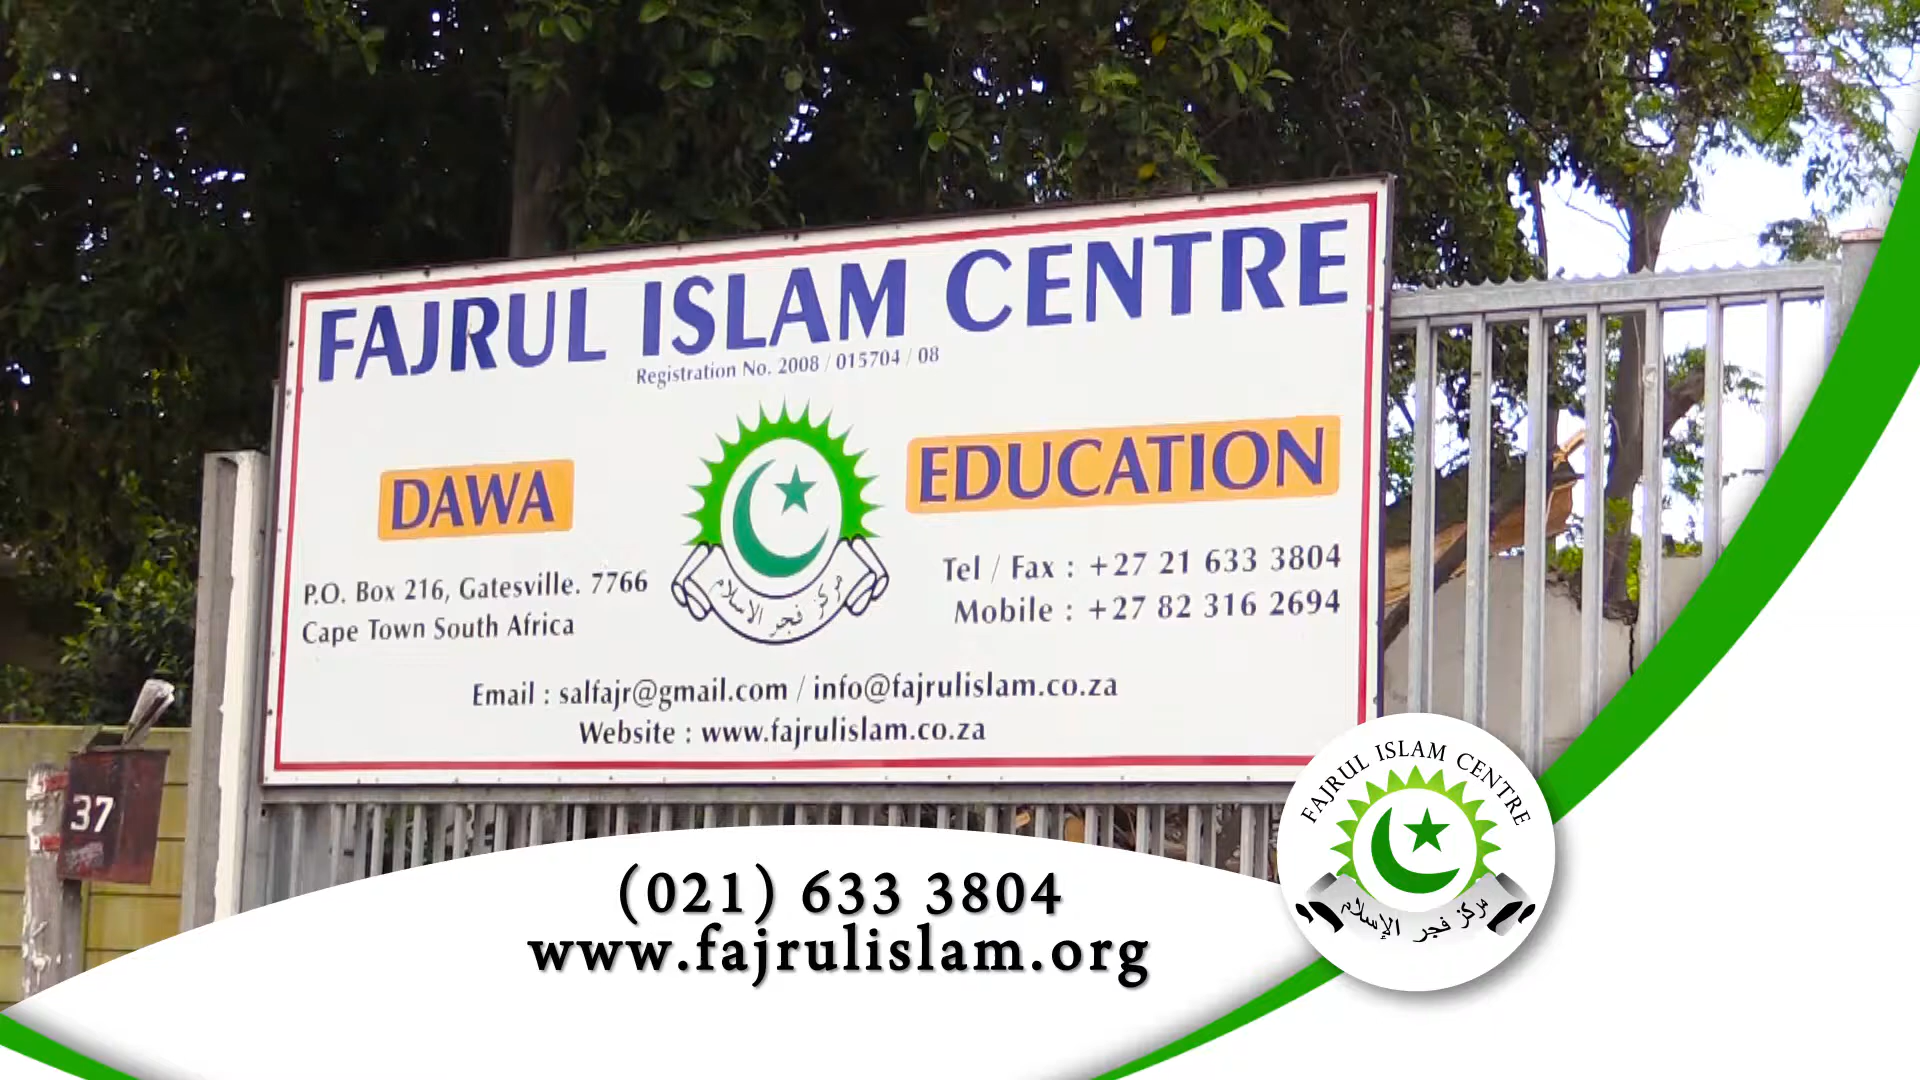 FAJRUL ISLAM CENTRE
Registration No. 2008 / 015704 / 08
DAWA
EDUCATION
P.O. Box 216, Gatesville. 7766
Cape Town South Africa
مركز فجر الإسلام
Tel / Fax : +27 21 633 3804
Mobile : +27 82 316 2694
Email : salfajr@gmail.com / info@fajrulislam.co.za
Website : www.fajrulislam.co.za
37
(021) 633 3804
www.fajrulislam.org
FAJRUL ISLAM CENTRE
مركز فجر الإسلام